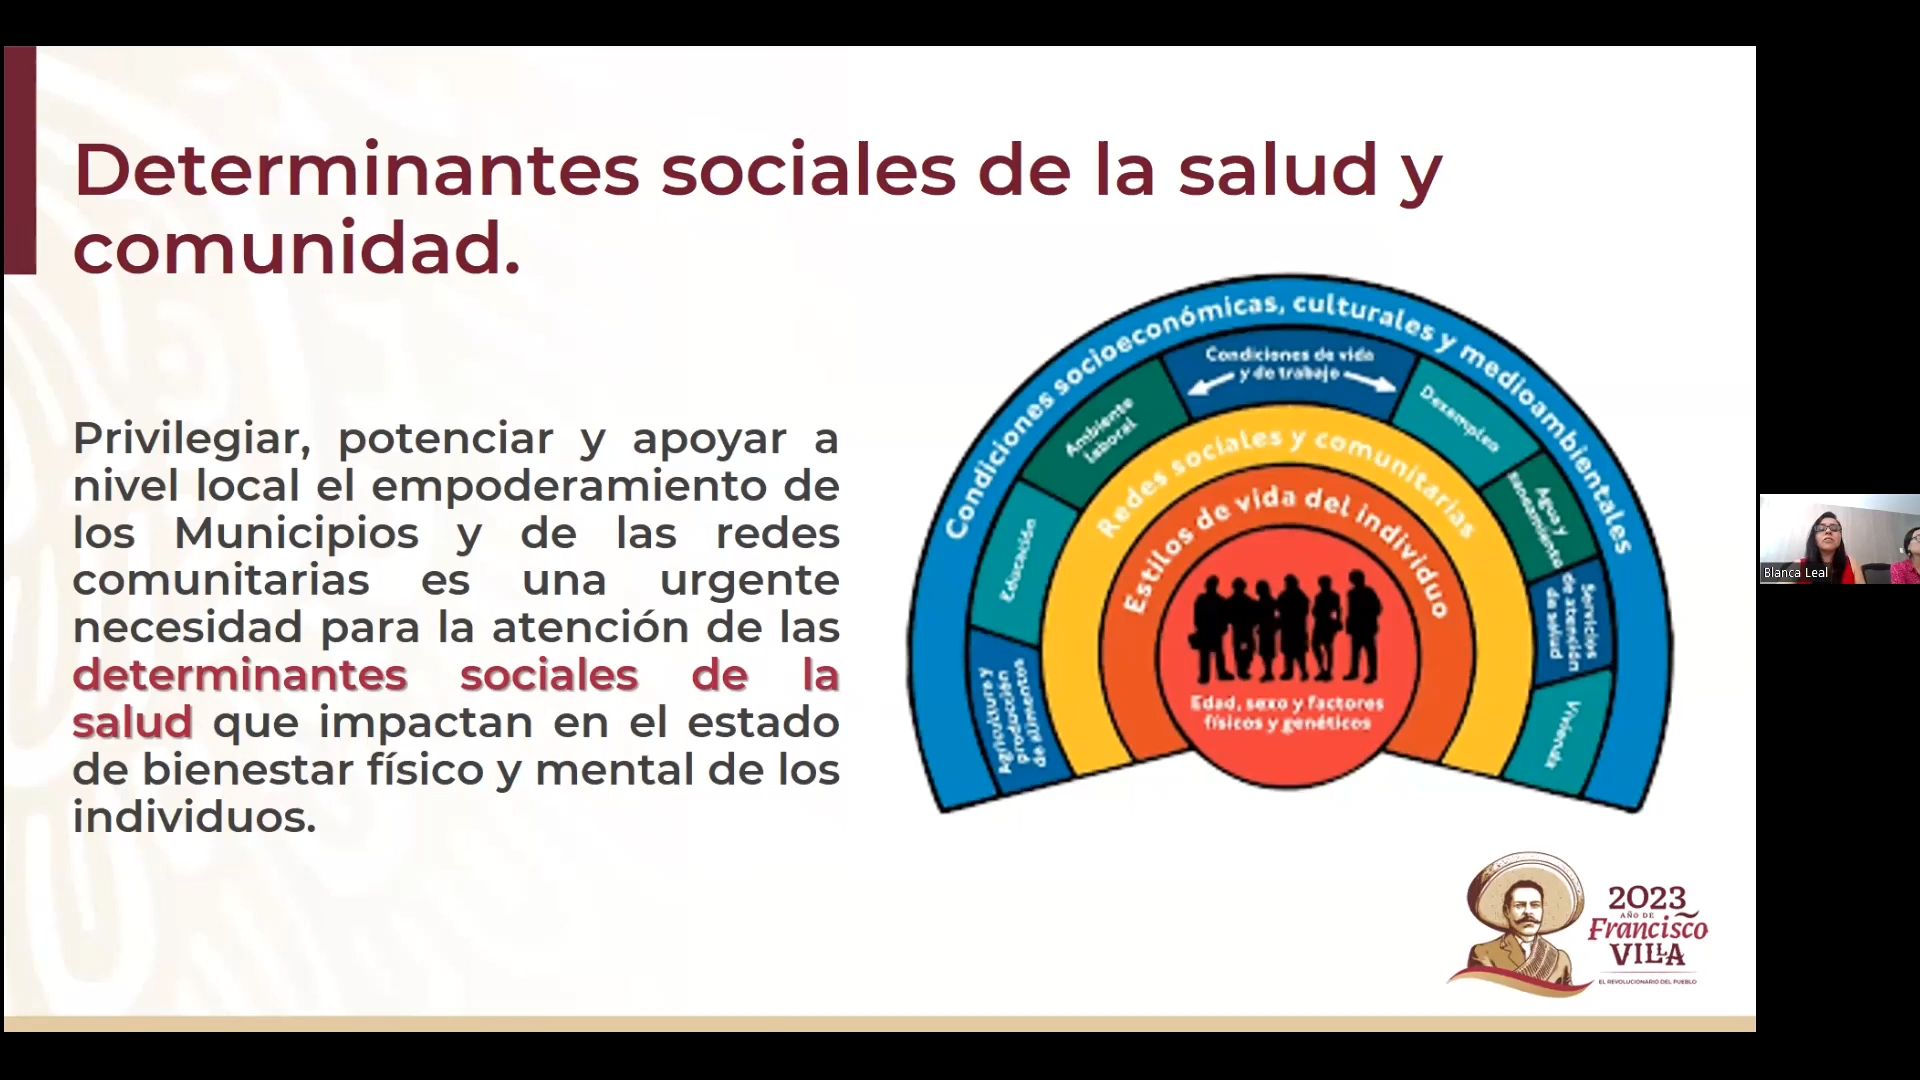 Determinantes sociales de la salud y
comunidad.
Privilegiar, potenciar y apoyar a
nivel local el empoderamiento de
los Municipios y de las redes
comunitarias es una urgente
necesidad para la atención de las
determinantes sociales de la
salud que impactan en el estado
de bienestar físico y mental de los
individuos.
Condiciones socioeconómicas, culturales y medioambientales
Condiciones de vida
y de trabajo
Agricultura y
producción
de alimentos
Educación
Ambiente
laboral
Desempleo
Agua y
saneamiento
Servicios
de atención
de salud
Vivienda
Redes sociales y comunitarias
Estilos de vida del individuo
Edad, sexo y factores
físicos y genéticos
2023
AÑO DE
Francisco
VILLA
EL REVOLUCIONARIO DEL PUEBLO
Blanca Leal